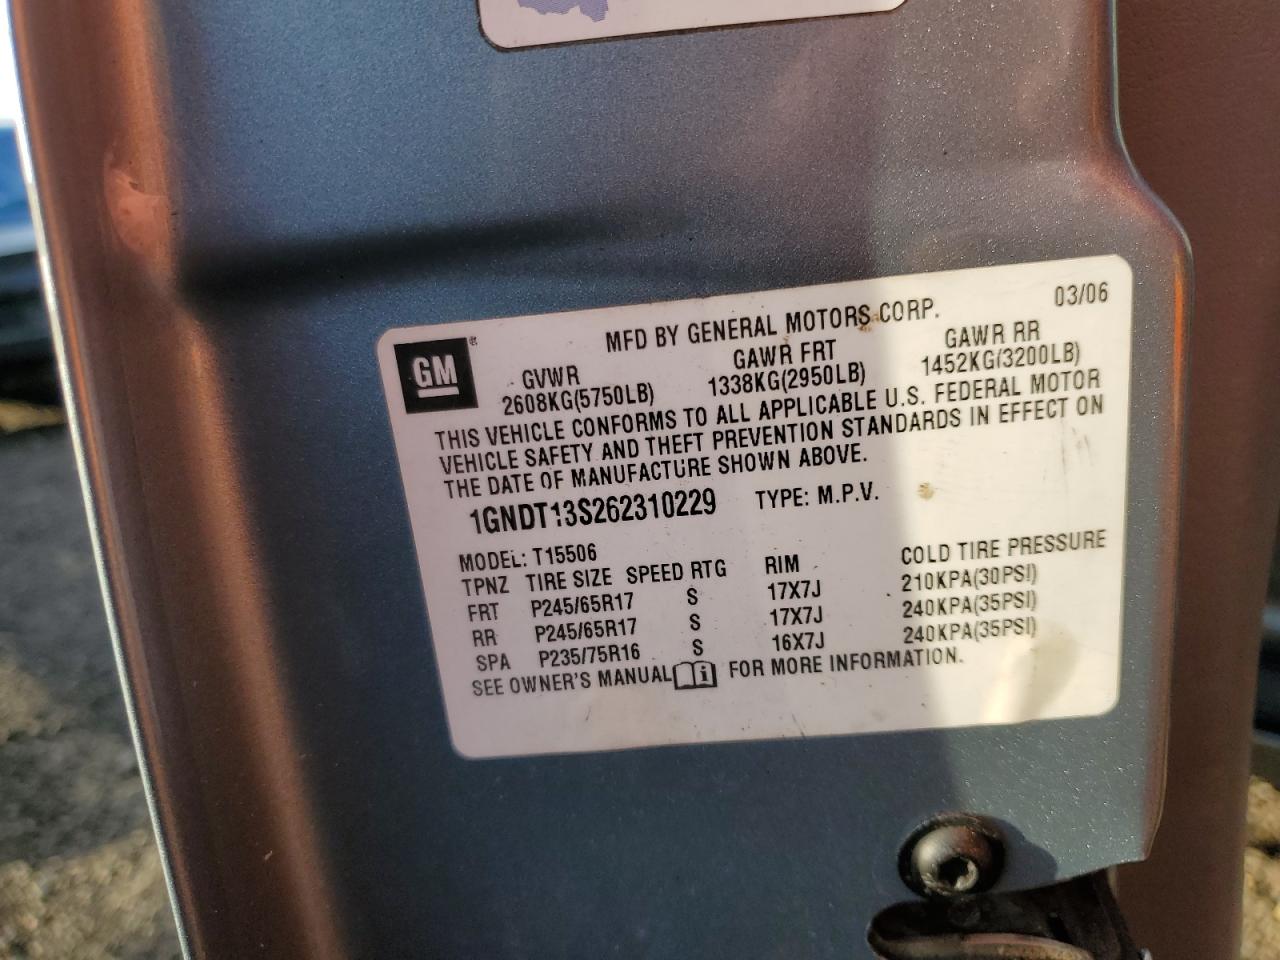 GM®
MFD BY GENERAL MOTORS CORP. 03/06
GVWR GAWR FRT GAWR RR
2608KG(5750LB) 1338KG(2950LB) 1452KG(3200LB)
THIS VEHICLE CONFORMS TO ALL APPLICABLE U.S. FEDERAL MOTOR
VEHICLE SAFETY AND THEFT PREVENTION STANDARDS IN EFFECT ON
THE DATE OF MANUFACTURE SHOWN ABOVE.
1GNDT13S262310229 TYPE: M.P.V.
MODEL: T15506
TPNZ TIRE SIZE SPEED RTG RIM COLD TIRE PRESSURE
FRT P245/65R17 S 17X7J 210KPA(30PSI)
RR P245/65R17 S 17X7J 240KPA(35PSI)
SPA P235/75R16 S 16X7J 240KPA(35PSI)
SEE OWNER'S MANUAL i FOR MORE INFORMATION.